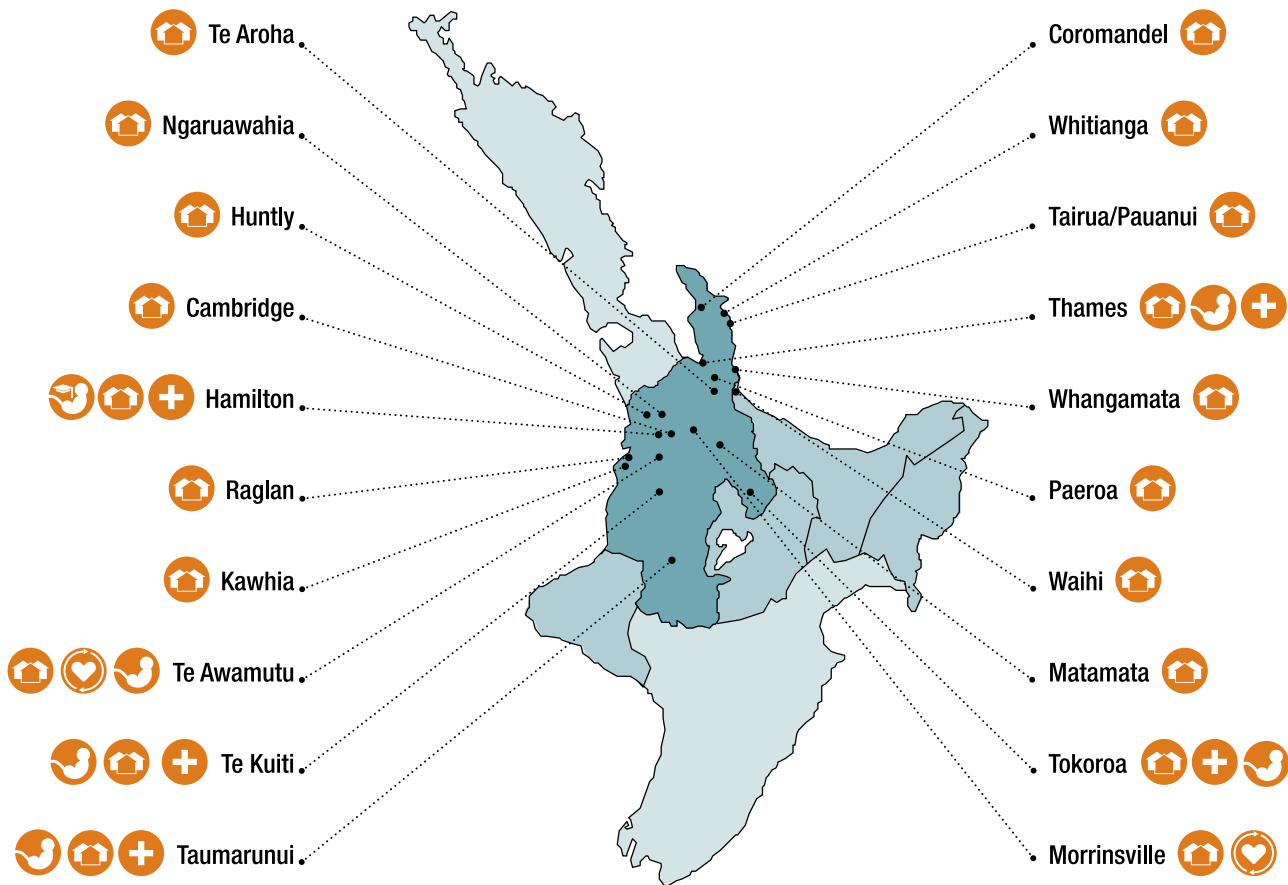 Te Aroha
Ngaruawahia
Huntly
Cambridge
Hamilton
Raglan
Kawhia
Te Awamutu
Te Kuiti
Taumarunui
Coromandel
Whitianga
Tairua/Pauanui
Thames
Whangamata
Paeroa
Waihi
Matamata
Tokoroa
Morrinsville